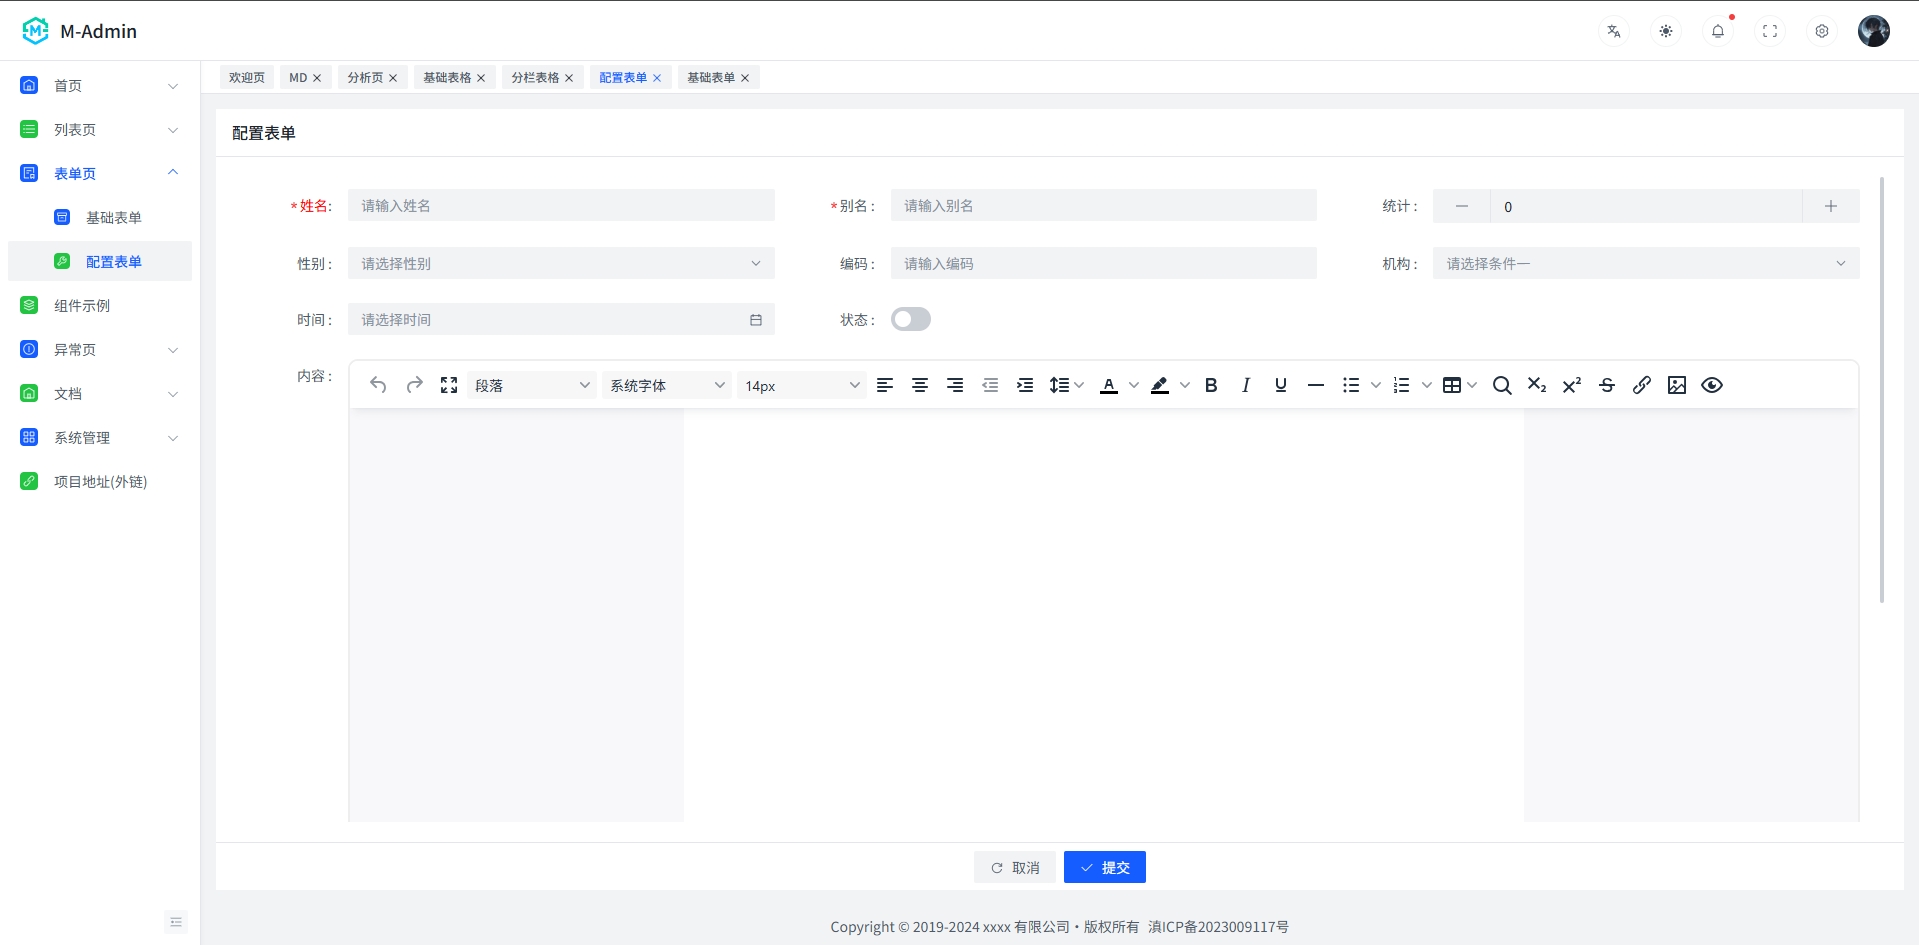 M-Admin
首页
列表页
表单页
基础表单
配置表单
组件示例
异常页
文档
系统管理
项目地址(外链)
欢迎页 MD 分析页 基础表格 分栏表格 配置表单 基础表单
配置表单
*姓名: 请输入姓名 *别名: 请输入别名 统计: 0
性别: 请选择性别 编码: 请输入编码 机构: 请选择条件一
时间: 请选择时间 状态:
内容: 段落 系统字体 14px
取消 提交
Copyright © 2019-2024 xxxx 有限公司・版权所有 滇ICP备2023009117号